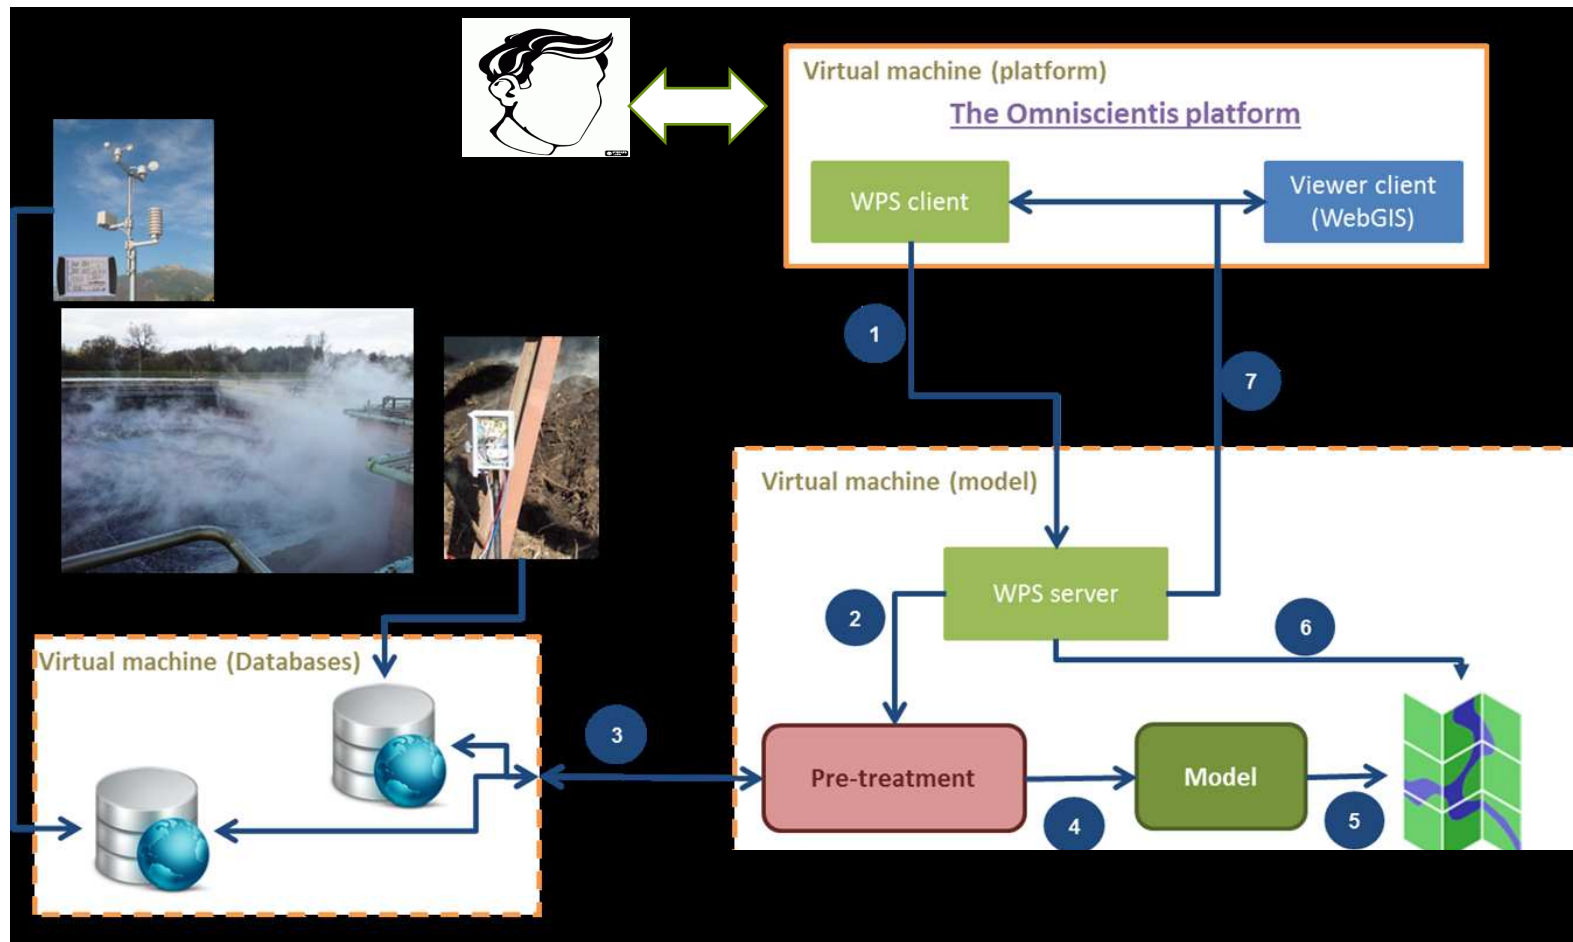 Virtual machine (platform)
The Omniscientis platform
WPS client
Viewer client
(WebGIS)
1
7
Virtual machine (model)
WPS server
2
6
Virtual machine (Databases)
3
Pre-treatment
Model
4
5